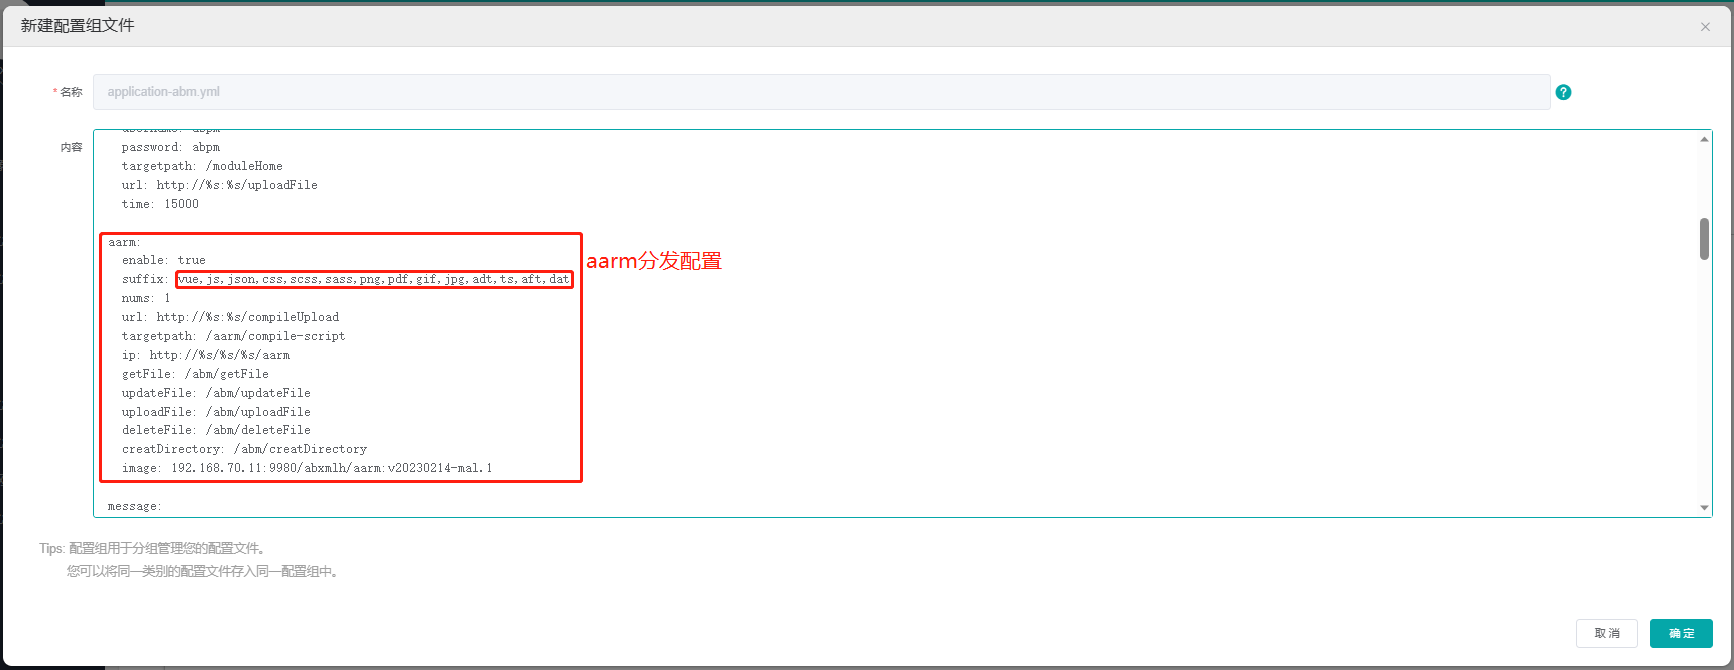 新建配置组文件
* 名称
application-abm.yml
?
内容
password: abpm
targetpath: /moduleHome
url: http://%s:%s/uploadFile
time: 15000
aarm:
enable: true
suffix: vue,js,json,css,scss,sass,png,pdf,gif,jpg,adt,ts,aft,dat
nums: 1
url: http://%s:%s/compileUpload
targetpath: /aarm/compile-script
ip: http://%s/%s/%s/aarm
getFile: /abm/getFile
updateFile: /abm/updateFile
uploadFile: /abm/uploadFile
deleteFile: /abm/deleteFile
creatDirectory: /abm/creatDirectory
image: 192.168.70.11:9980/abxmlh/aarm:v20230214-mal.1
message:
aarm分发配置
Tips: 配置组用于分组管理您的配置文件。
您可以将同一类别的配置文件存入同一配置组中。
取消
确定